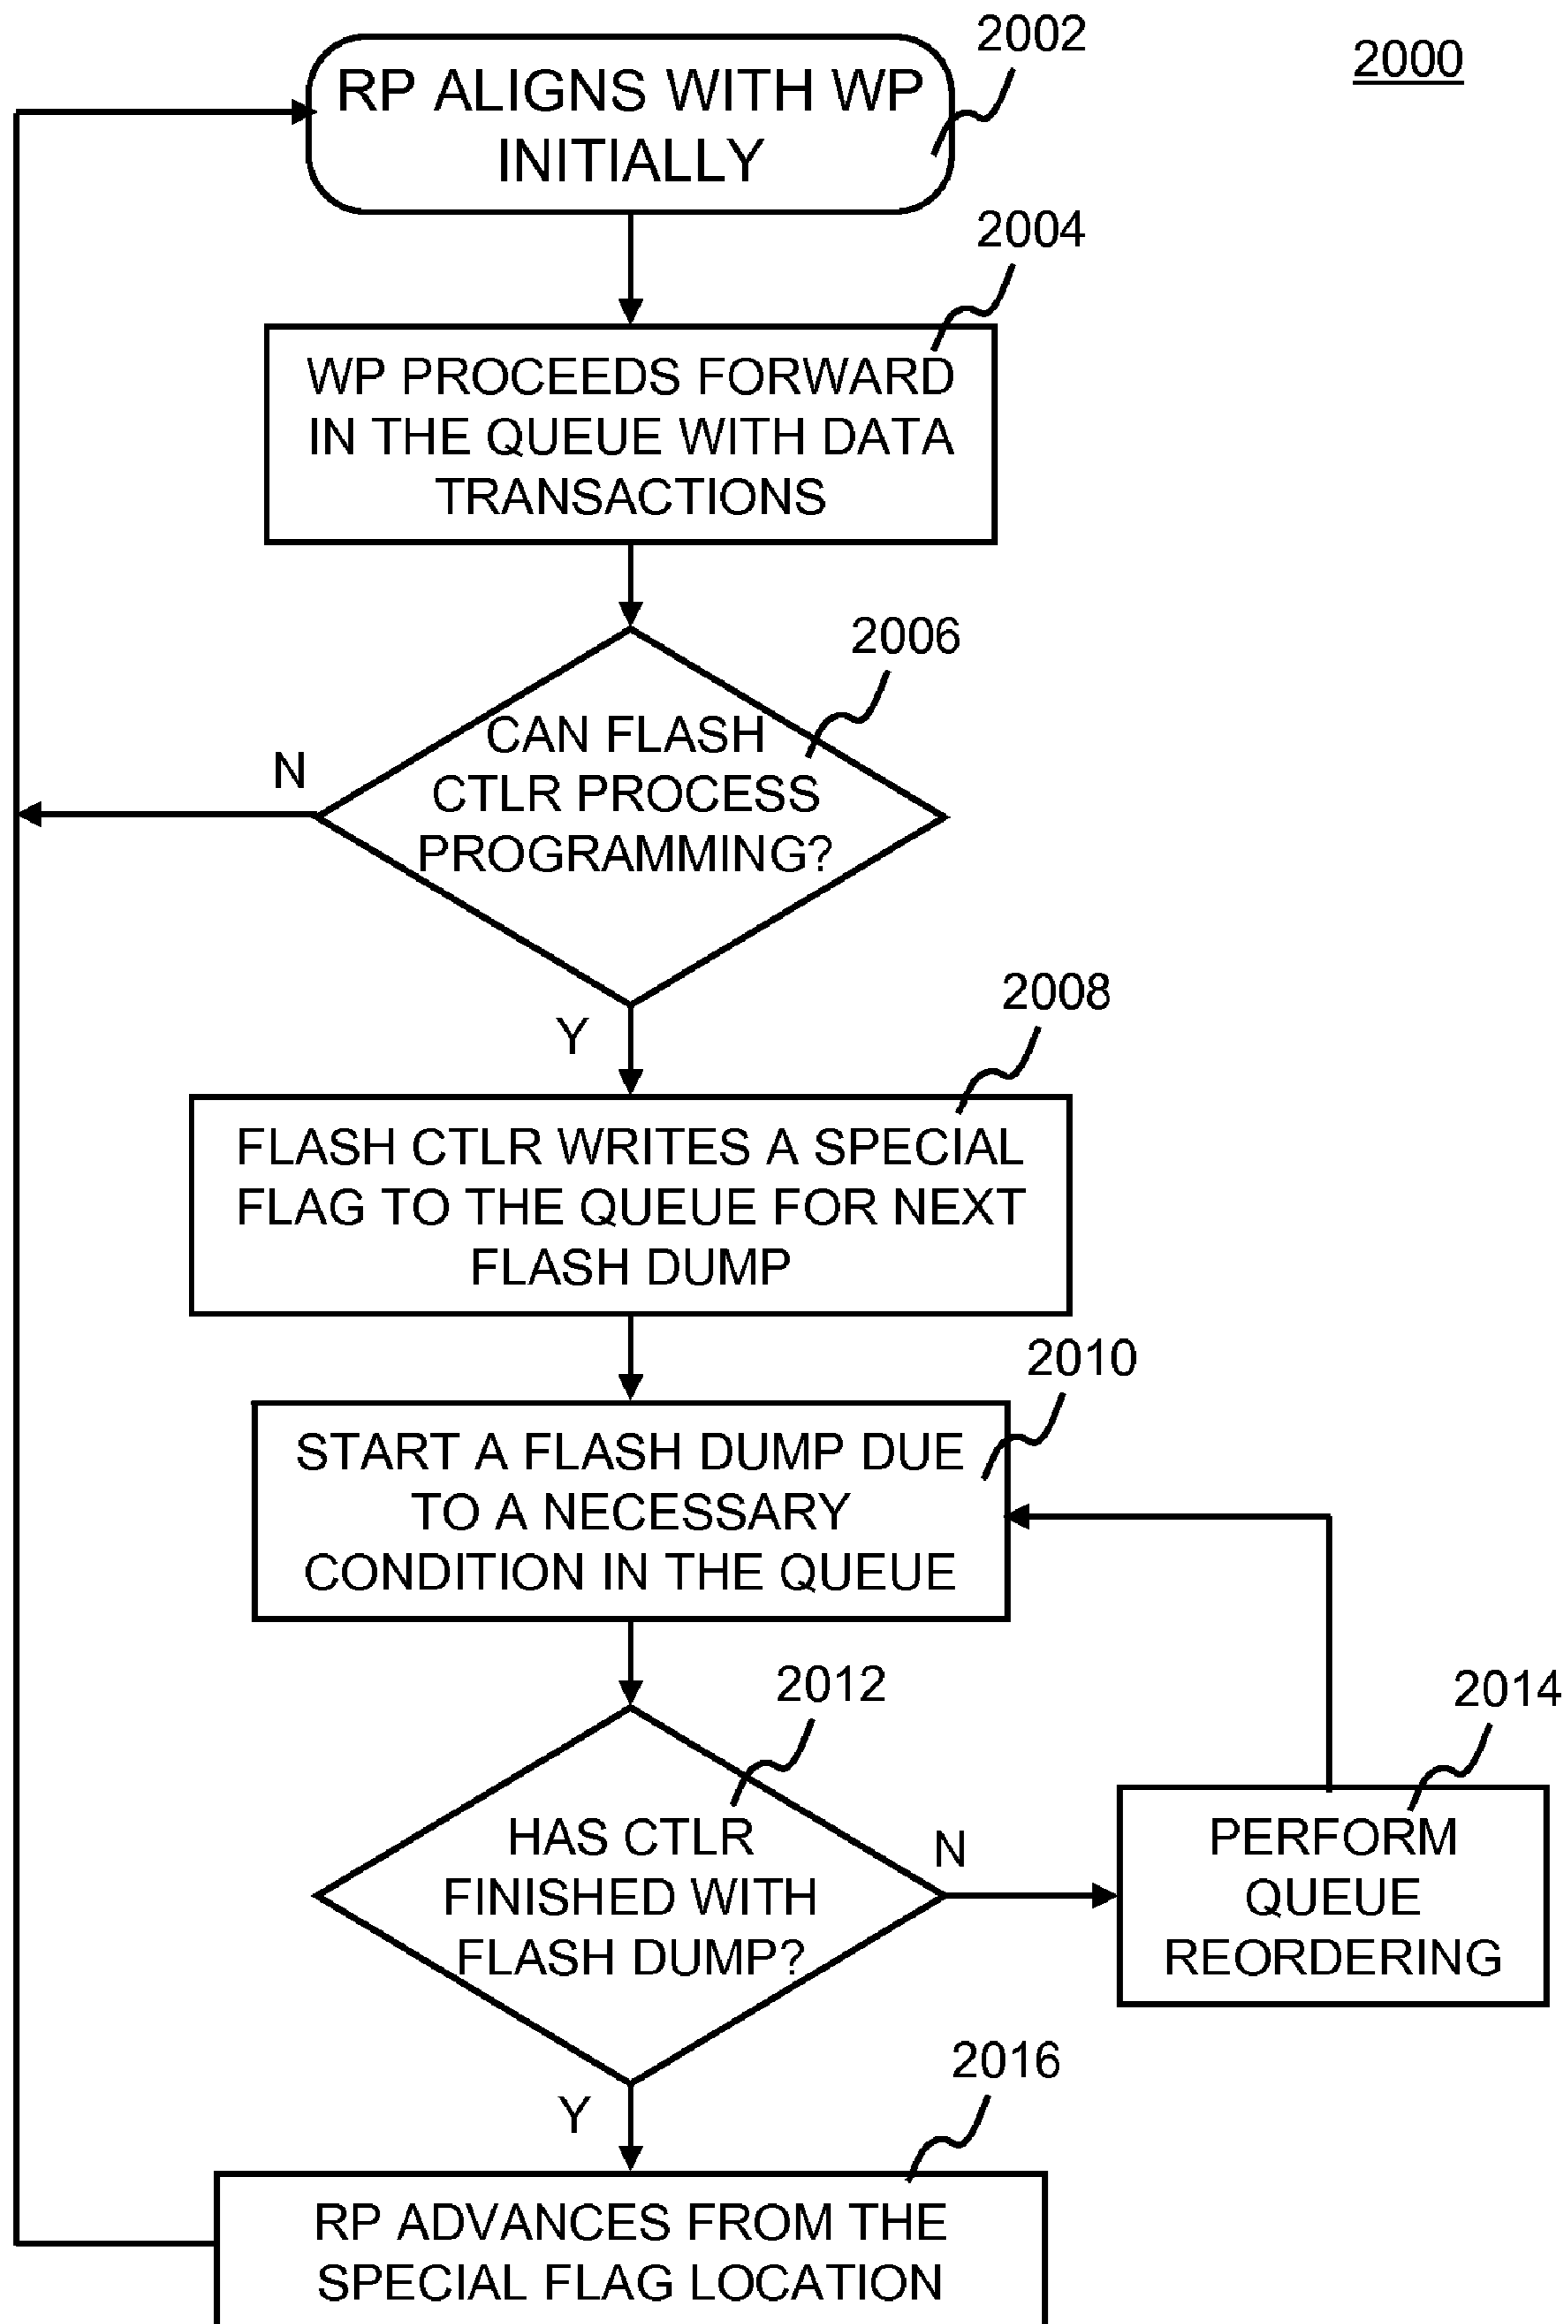 2000
2002
RP ALIGNS WITH WP
INITIALLY
2004
WP PROCEEDS FORWARD
IN THE QUEUE WITH DATA
TRANSACTIONS
2006
CAN FLASH
CTLR PROCESS
PROGRAMMING?
N
Y
2008
FLASH CTLR WRITES A SPECIAL
FLAG TO THE QUEUE FOR NEXT
FLASH DUMP
2010
START A FLASH DUMP DUE
TO A NECESSARY
CONDITION IN THE QUEUE
2012
HAS CTLR
FINISHED WITH
FLASH DUMP?
N
2014
PERFORM
QUEUE
REORDERING
Y
2016
RP ADVANCES FROM THE
SPECIAL FLAG LOCATION